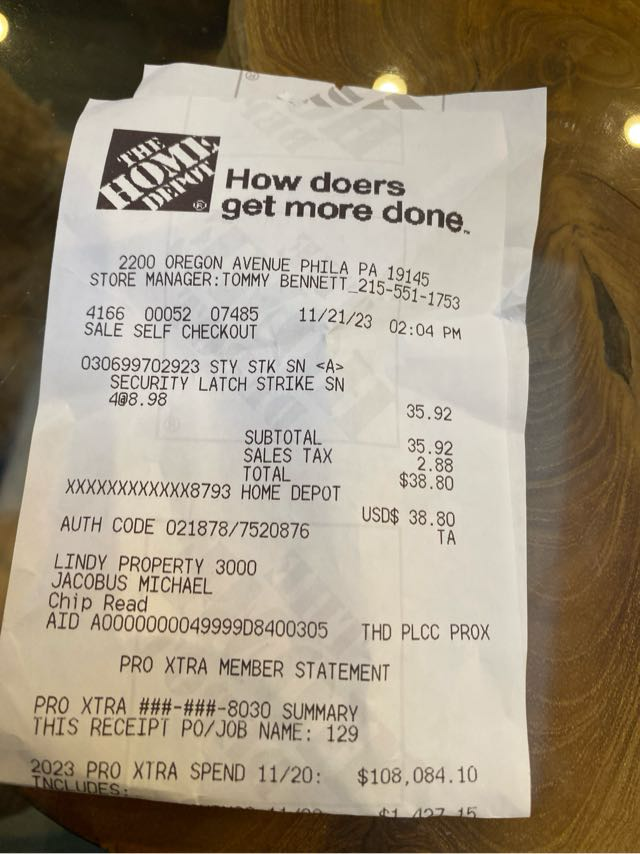 THE
HOME
DEPOT
®
How doers
get more done™
2200 OREGON AVENUE PHILA PA 19145
STORE MANAGER:TOMMY BENNETT 215-551-1753
4166 00052 07485 11/21/23 02:04 PM
SALE SELF CHECKOUT
030699702923 STY STK SN <A>
SECURITY LATCH STRIKE SN
4@8.98 35.92
SUBTOTAL 35.92
SALES TAX 2.88
TOTAL $38.80
XXXXXXXXXXXX8793 HOME DEPOT
USD$ 38.80
AUTH CODE 021878/7520876 TA
LINDY PROPERTY 3000
JACOBUS MICHAEL
Chip Read
AID A0000000049999D8400305 THD PLCC PROX
PRO XTRA MEMBER STATEMENT
PRO XTRA ###-###-8030 SUMMARY
THIS RECEIPT PO/JOB NAME: 129
2023 PRO XTRA SPEND 11/20: $108,084.10
INCLUDES:
$1,427.15